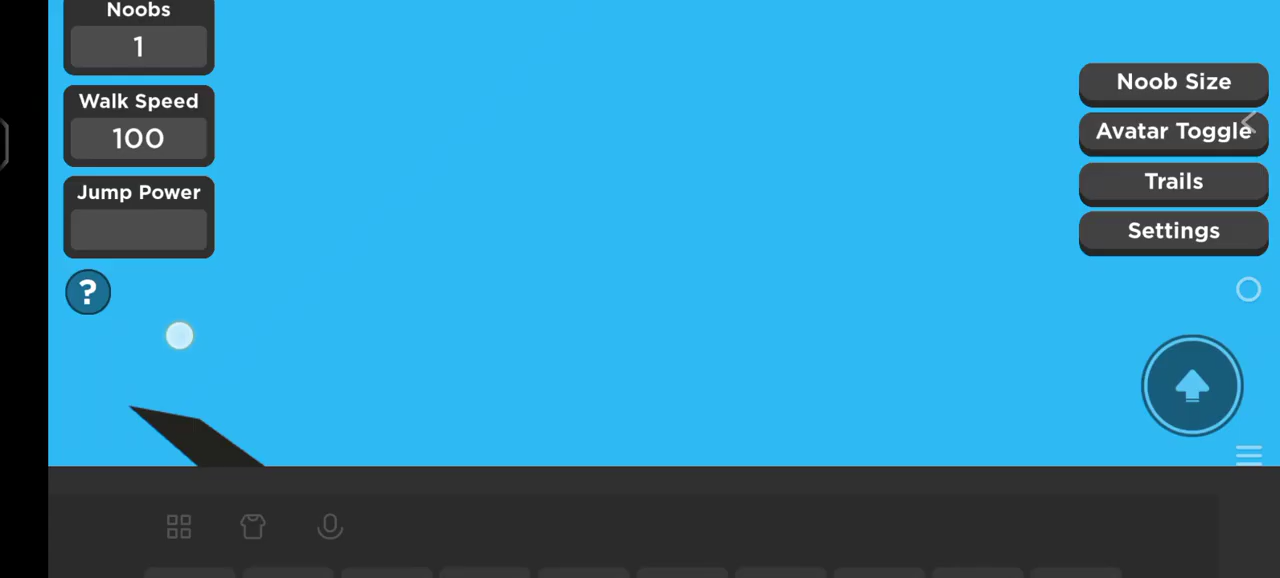 Noobs
1
Walk Speed
100
Jump Power
?
Noob Size
Avatar Toggle
Trails
Settings